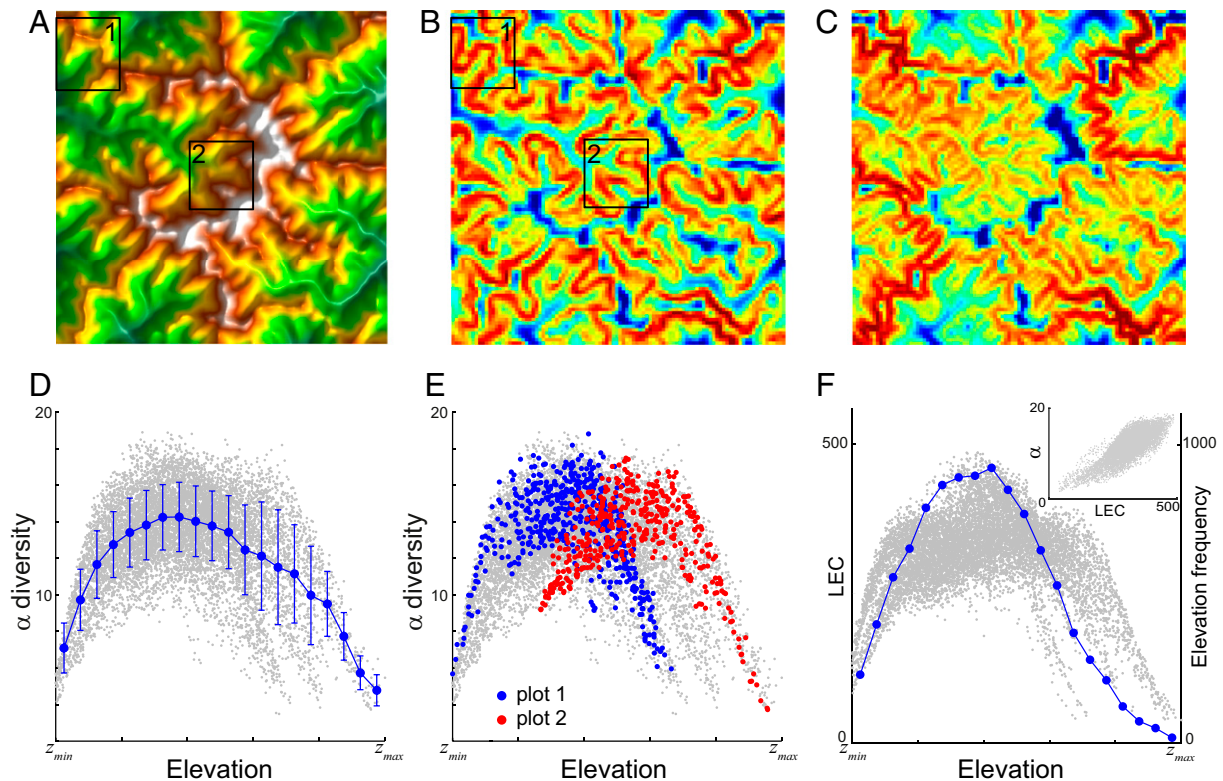 A
1
2
B
1
2
C
D
20
10
α diversity
z_min
z_max
Elevation
E
20
10
α diversity
plot 1
plot 2
z_min
z_max
Elevation
F
500
0
LEC
1000
0
Elevation frequency
20
α
0
500
LEC
z_min
z_max
Elevation